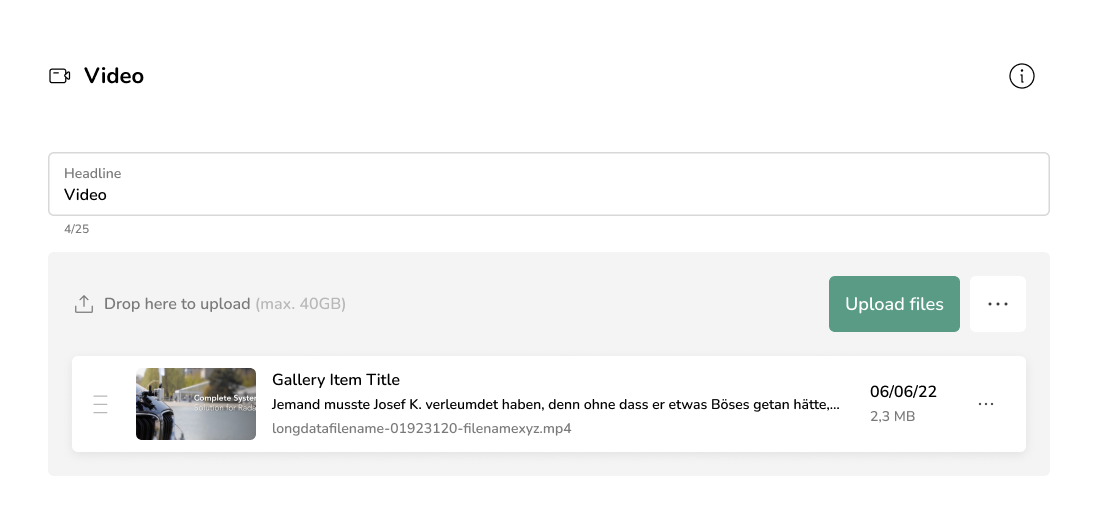 Video
Headline
Video
4/25
Drop here to upload (max. 40GB)
Upload files
Complete System
Solution for Rada
Gallery Item Title
Jemand musste Josef K. verleumdet haben, denn ohne dass er etwas Böses getan hätte,...
longdatafilename-01923120-filenamexyz.mp4
06/06/22
2,3 MB